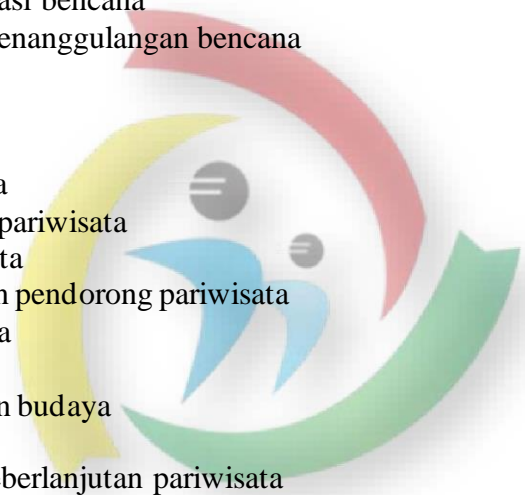 asi bencana
enanggulangan bencana
a
pariwisata
ta
n pendorong pariwisata
a
n budaya
berlanjutan pariwisata